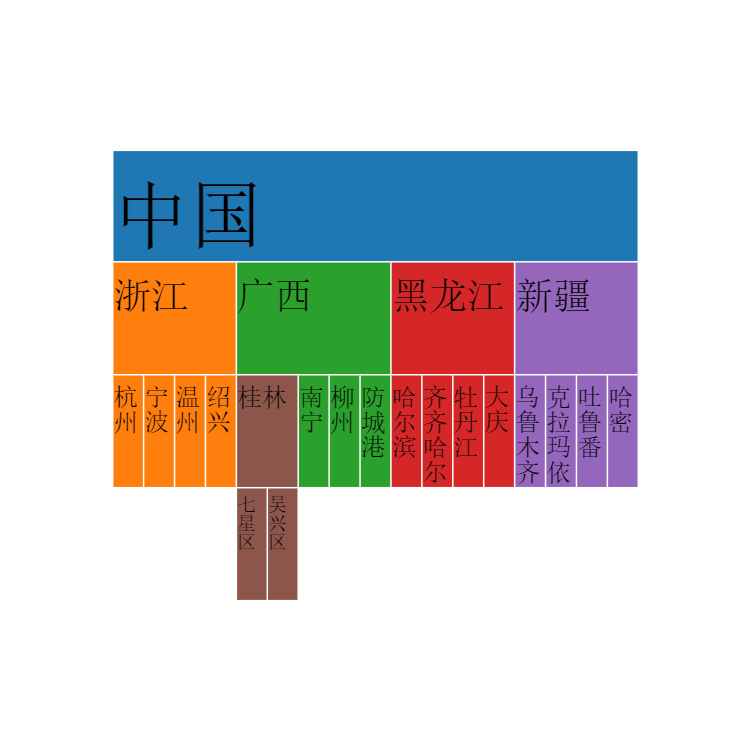 中国
浙江
广西
黑龙江
新疆
杭州
宁波
温州
绍兴
桂林
南宁
柳州
防城港
哈尔滨
齐齐哈尔
牡丹江
大庆
乌鲁木齐
克拉玛依
吐鲁番
哈密
七星区
吴兴区